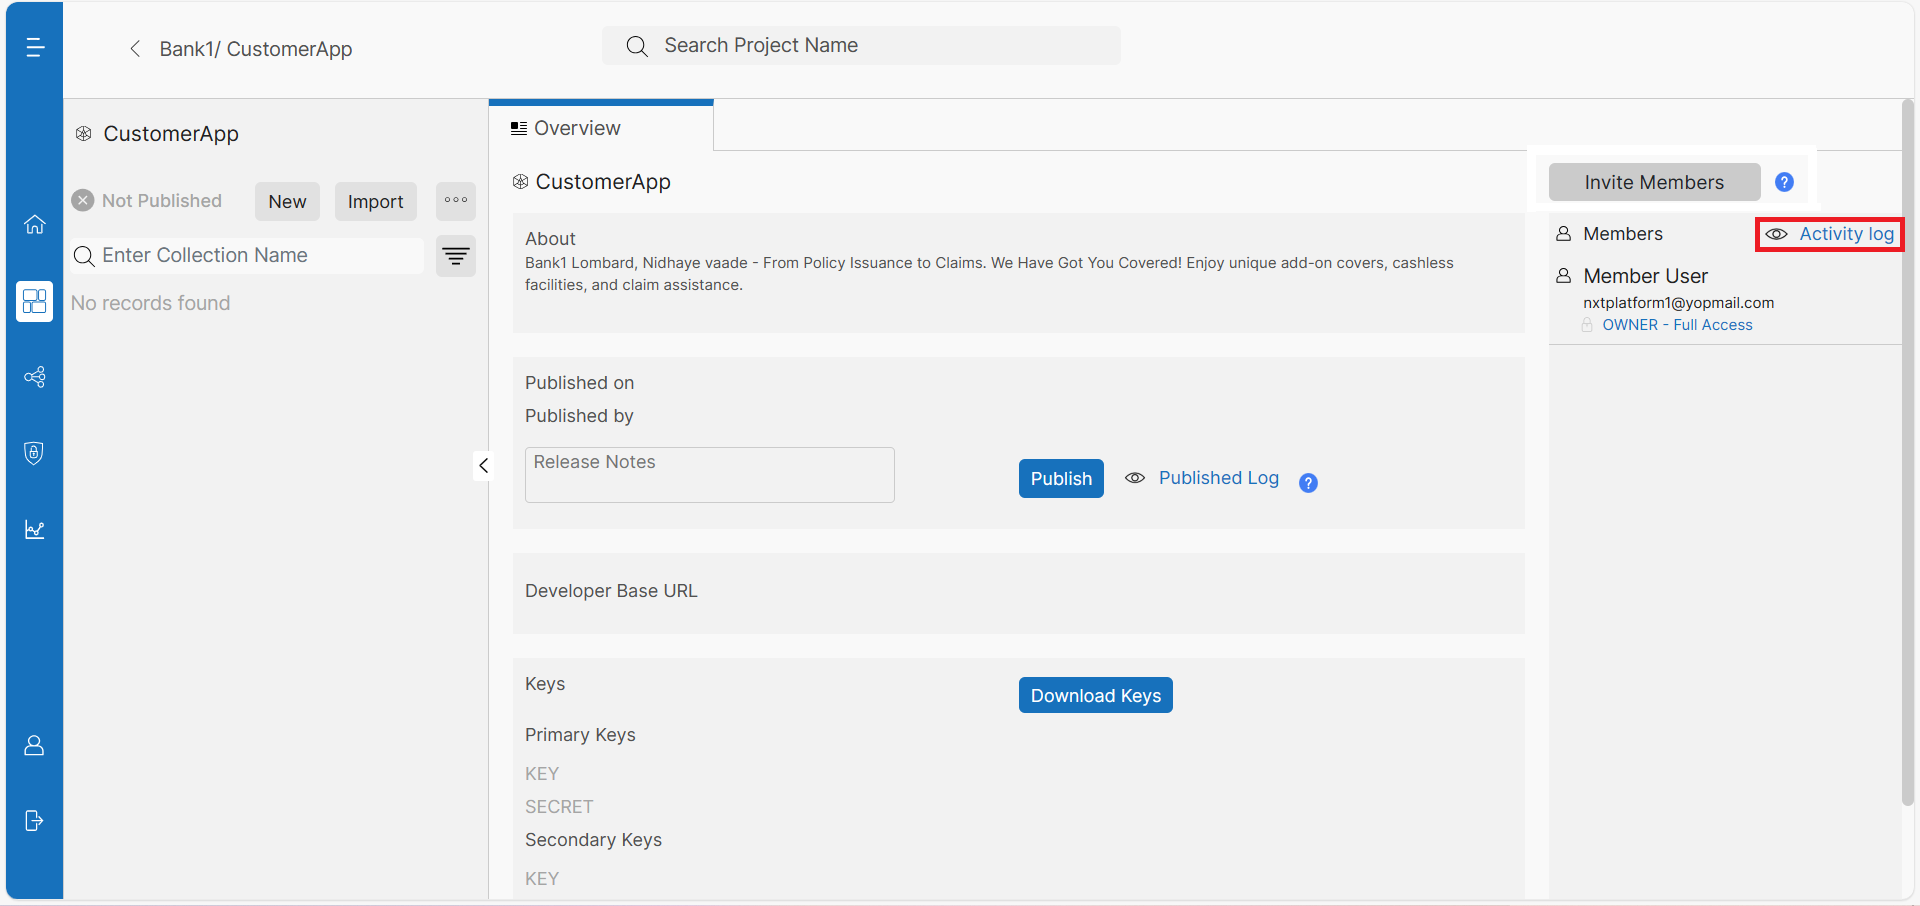 Bank1/ CustomerApp
Search Project Name
CustomerApp
Not Published
New
Import
Enter Collection Name
No records found
Overview
CustomerApp
About
Bank1 Lombard, Nidhaye vaade - From Policy Issuance to Claims. We Have Got You Covered! Enjoy unique add-on covers, cashless
facilities, and claim assistance.
Published on
Published by
Release Notes
Publish
Published Log
?
Developer Base URL
Keys
Download Keys
Primary Keys
KEY
SECRET
Secondary Keys
KEY
Invite Members
?
Members
Activity log
Member User
nxtplatform1@yopmail.com
OWNER - Full Access